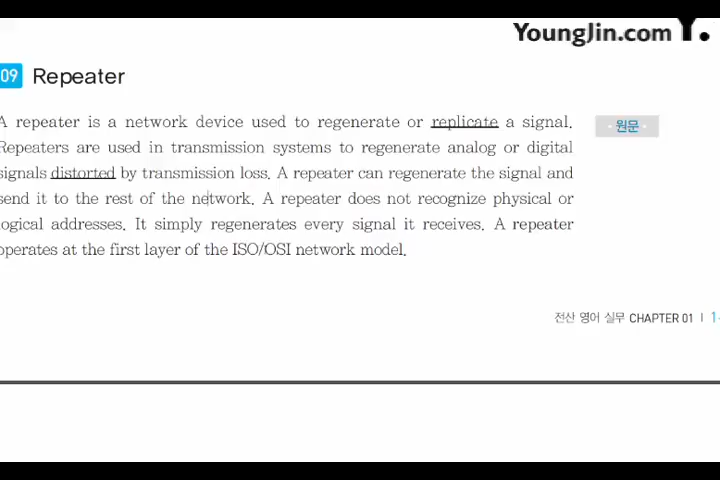 YoungJin.com Y.
09 Repeater
A repeater is a network device used to regenerate or replicate a signal.
원문
Repeaters are used in transmission systems to regenerate analog or digital
signals distorted by transmission loss. A repeater can regenerate the signal and
send it to the rest of the network. A repeater does not recognize physical or
logical addresses. It simply regenerates every signal it receives. A repeater
operates at the first layer of the ISO/OSI network model.
전산 영어 실무 CHAPTER 01 I 1-